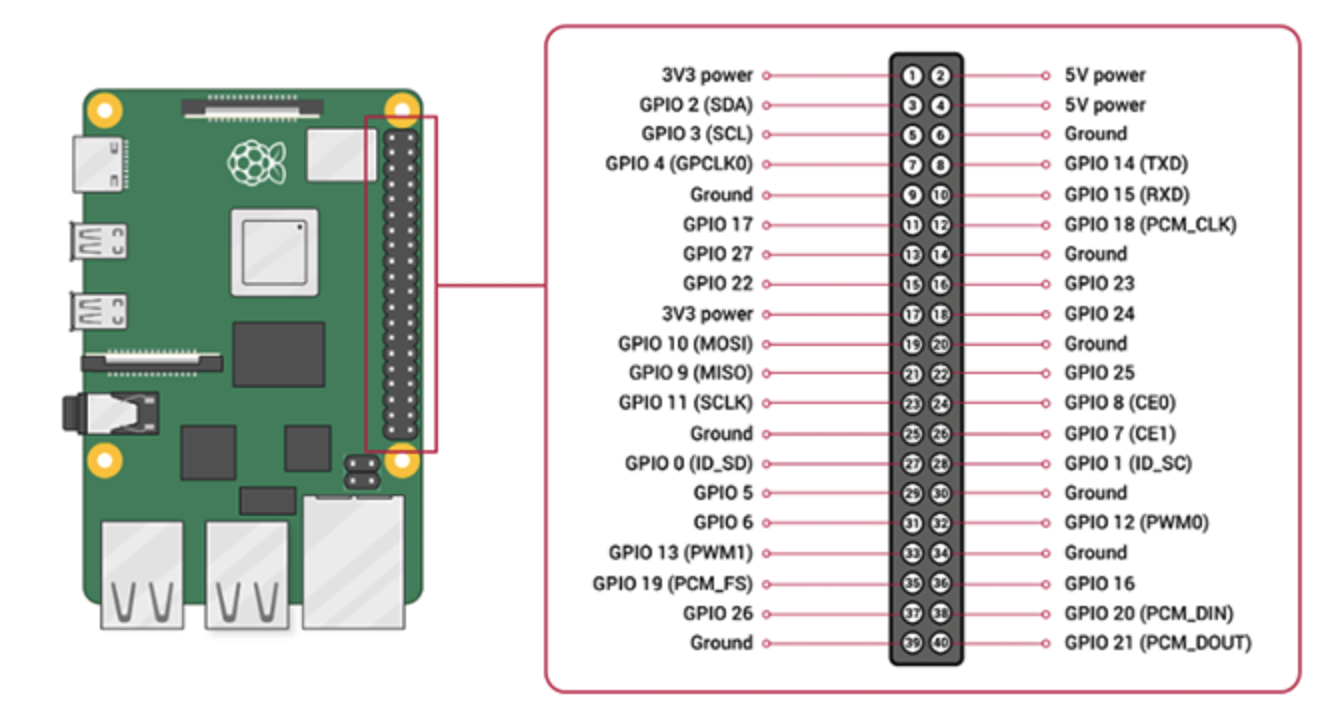 3V3 power 1 2 5V power
GPIO 2 (SDA) 3 4 5V power
GPIO 3 (SCL) 5 6 Ground
GPIO 4 (GPCLK0) 7 8 GPIO 14 (TXD)
Ground 9 10 GPIO 15 (RXD)
GPIO 17 11 12 GPIO 18 (PCM_CLK)
GPIO 27 13 14 Ground
GPIO 22 15 16 GPIO 23
3V3 power 17 18 GPIO 24
GPIO 10 (MOSI) 19 20 Ground
GPIO 9 (MISO) 21 22 GPIO 25
GPIO 11 (SCLK) 23 24 GPIO 8 (CE0)
Ground 25 26 GPIO 7 (CE1)
GPIO 0 (ID_SD) 27 28 GPIO 1 (ID_SC)
GPIO 5 29 30 Ground
GPIO 6 31 32 GPIO 12 (PWM0)
GPIO 13 (PWM1) 33 34 Ground
GPIO 19 (PCM_FS) 35 36 GPIO 16
GPIO 26 37 38 GPIO 20 (PCM_DIN)
Ground 39 40 GPIO 21 (PCM_DOUT)